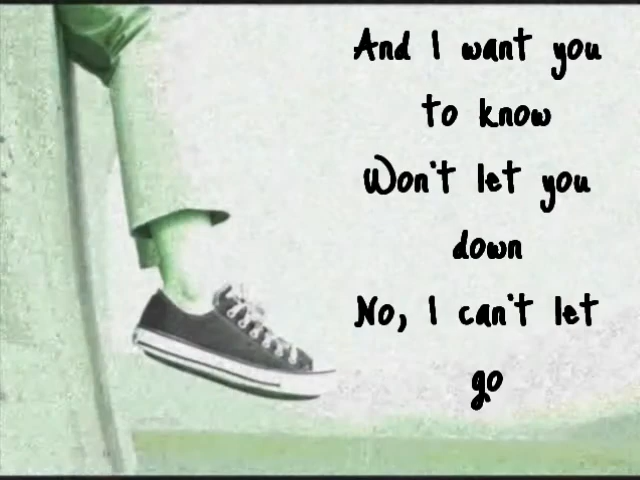 And I want you
to know
Won't let you
down
No, I can't let
go